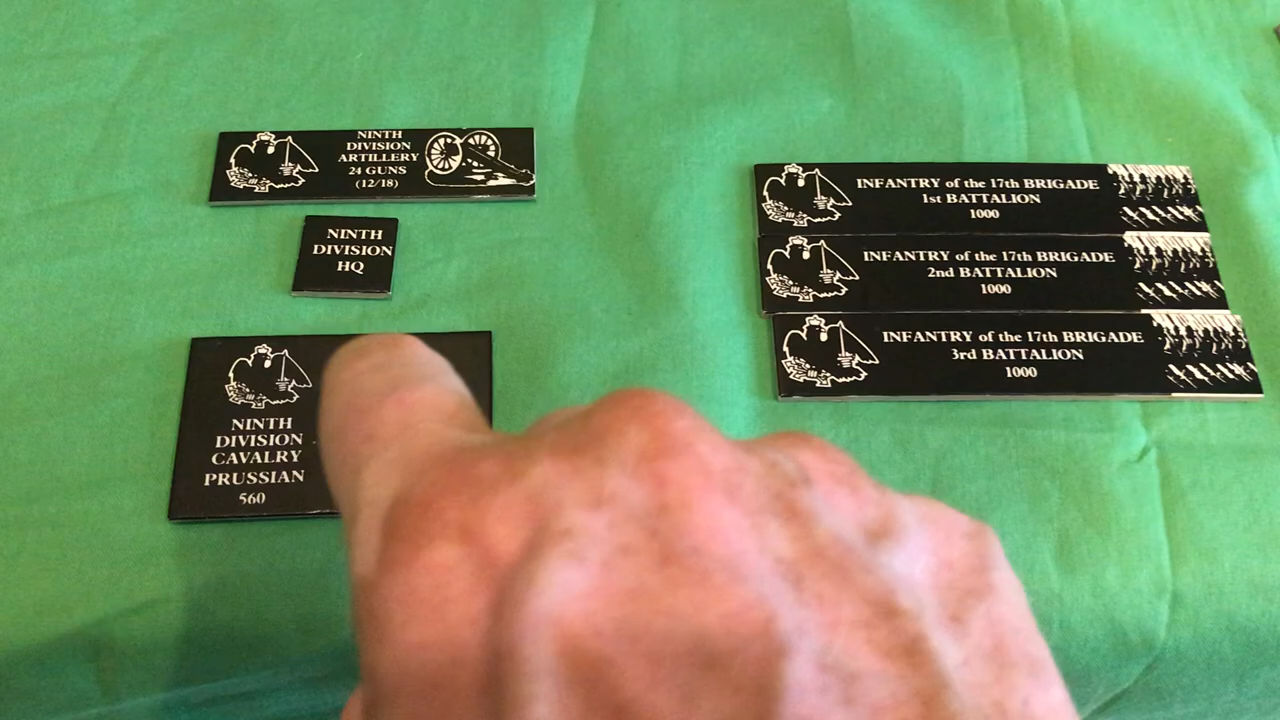 NINTH
DIVISION
ARTILLERY
24 GUNS
(12/18)
NINTH
DIVISION
HQ
NINTH
DIVISION
CAVALRY
PRUSSIAN
560
INFANTRY of the 17th BRIGADE
1st BATTALION
1000
INFANTRY of the 17th BRIGADE
2nd BATTALION
1000
INFANTRY of the 17th BRIGADE
3rd BATTALION
1000